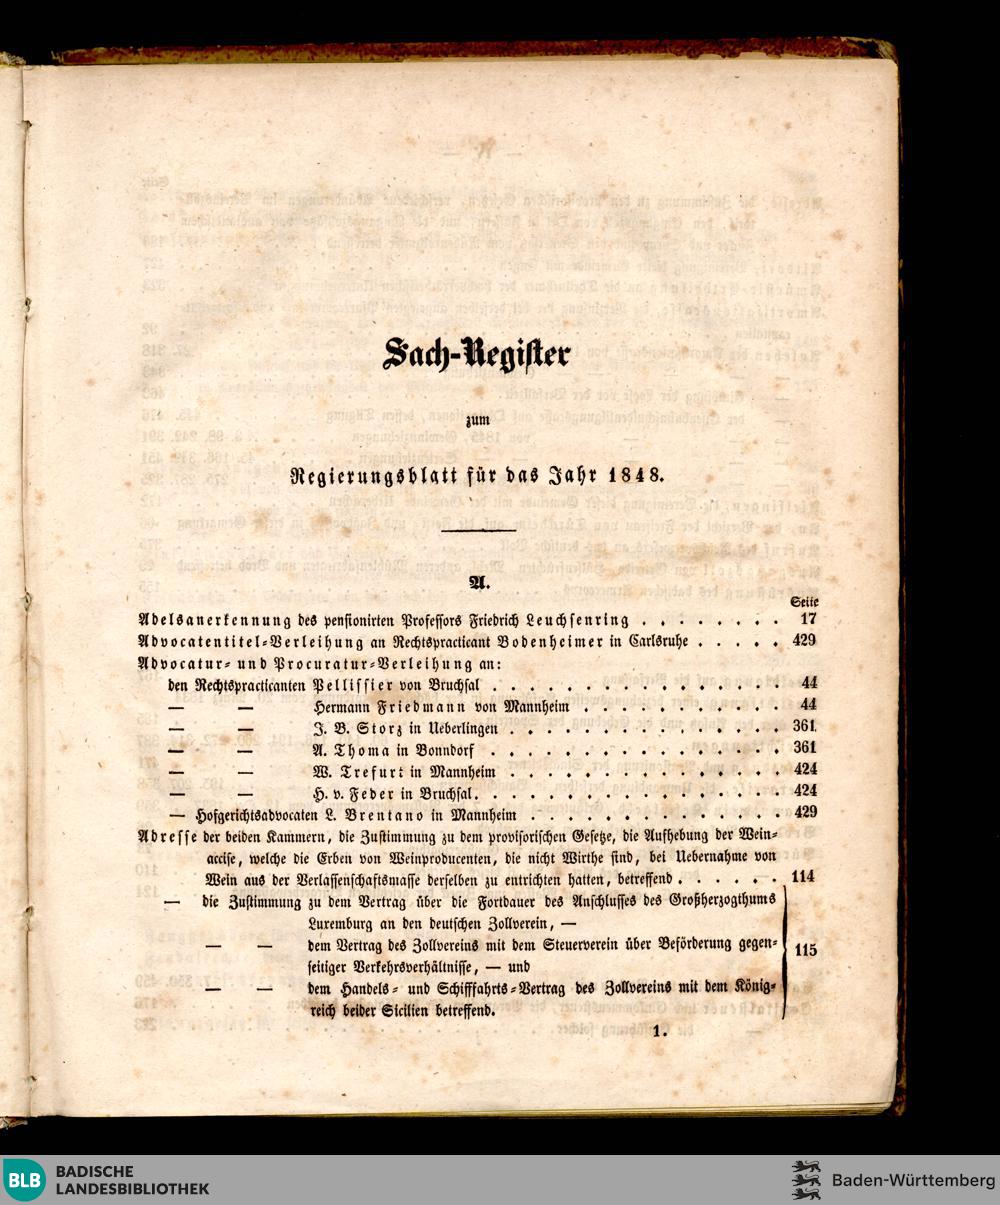 Sach-Register
zum
Regierungsblatt für das Jahr 1848.
A.
Seite
Adelsanerkennung des pensionirten Professors Friedrich Leuchsenring . . . . . . . . 17
Advocatentitel-Verleihung an Rechtspracticant Bodenheimer in Carlsruhe . . . . . 429
Advocatur- und Procuratur-Verleihung an:
den Rechtspracticanten Pellissier von Bruchsal . . . . . . . . . . . . . . 44
— — Hermann Friedmann von Mannheim . . . . . . . . . . 44
— — J. B. Storz in Ueberlingen . . . . . . . . . . . . . 361
— — A. Thoma in Bonndorf . . . . . . . . . . . . . . 361
— — W. Trefurt in Mannheim . . . . . . . . . . . . . 424
— — H. v. Feder in Bruchsal. . . . . . . . . . . . . . 424
— Hofgerichtsadvocaten L. Brentano in Mannheim . . . . . . . . . . . . . 429
Adresse der beiden Kammern, die Zustimmung zu dem provisorischen Gesetze, die Aufhebung der Wein-
accise, welche die Erben von Weinproducenten, die nicht Wirthe sind, bei Uebernahme von
Wein aus der Verlassenschaftsmasse derselben zu entrichten hatten, betreffend . . . . . . 114
— die Zustimmung zu dem Vertrag über die Fortdauer des Anschlusses des Großherzogthums
Luxemburg an den deutschen Zollverein, —
— — dem Vertrag des Zollvereins mit dem Steuerverein über Beförderung gegen-
115
seitiger Verkehrsverhältnisse, — und
— — dem Handels- und Schifffahrts-Vertrag des Zollvereins mit dem König-
reich beider Sicilien betreffend.
1.
BLB BADISCHE
LANDESBIBLIOTHEK
Baden-Württemberg